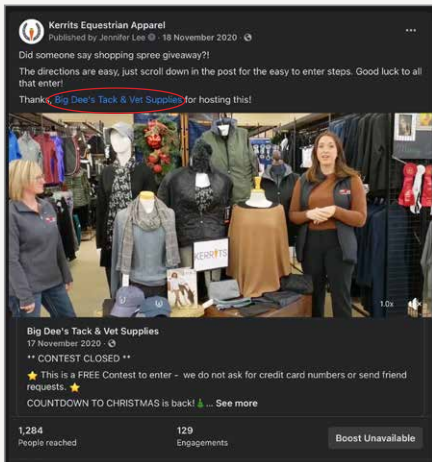 Kerrits Equestrian Apparel
Published by Jennifer Lee · 18 November 2020 ·
Did someone say shopping spree giveaway?!
The directions are easy, just scroll down in the post for the easy to enter steps. Good luck to all
that enter!
Thanks, Big Dee's Tack & Vet Supplies for hosting this!
KERRITS
1.0x
Big Dee's Tack & Vet Supplies
17 November 2020 ·
** CONTEST CLOSED **
⭐ This is a FREE Contest to enter - we do not ask for credit card numbers or send friend
requests. ⭐
COUNTDOWN TO CHRISTMAS is back!🎄... See more
1,284
People reached
129
Engagements
Boost Unavailable